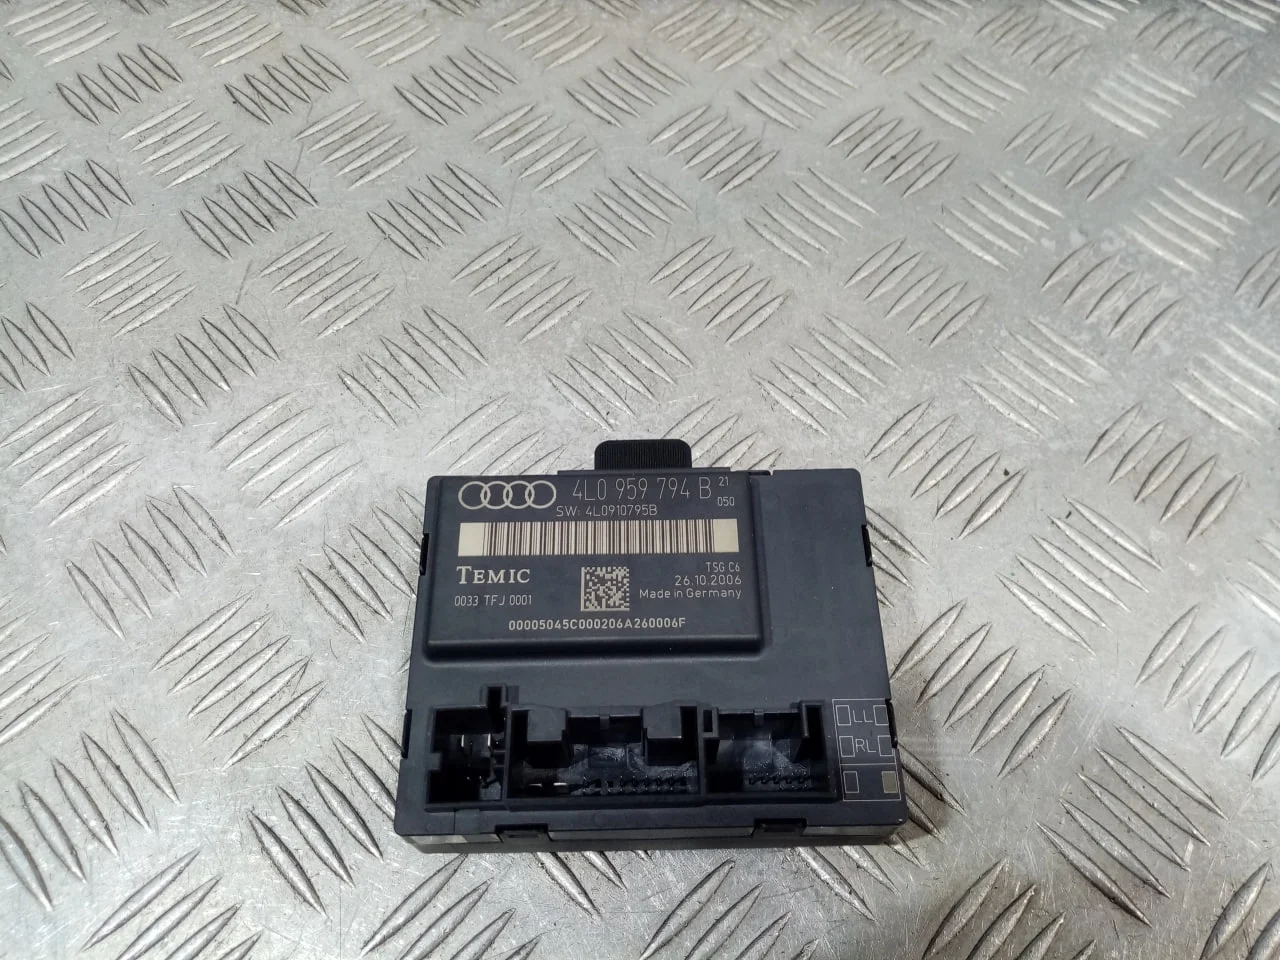 4L0 959 794 B 21
050
SW: 4L0910795B
TEMIC
TSG C6
26.10.2006
0033 TFJ 0001
Made in Germany
00005045C000206A260006F
LL
RL